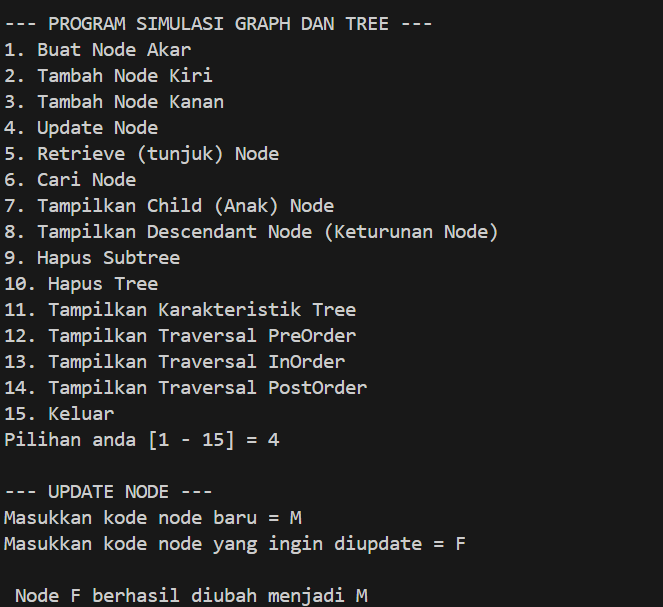 --- PROGRAM SIMULASI GRAPH DAN TREE ---
1. Buat Node Akar
2. Tambah Node Kiri
3. Tambah Node Kanan
4. Update Node
5. Retrieve (tunjuk) Node
6. Cari Node
7. Tampilkan Child (Anak) Node
8. Tampilkan Descendant Node (Keturunan Node)
9. Hapus Subtree
10. Hapus Tree
11. Tampilkan Karakteristik Tree
12. Tampilkan Traversal PreOrder
13. Tampilkan Traversal InOrder
14. Tampilkan Traversal PostOrder
15. Keluar
Pilihan anda [1 - 15] = 4
--- UPDATE NODE ---
Masukkan kode node baru = M
Masukkan kode node yang ingin diupdate = F
Node F berhasil diubah menjadi M